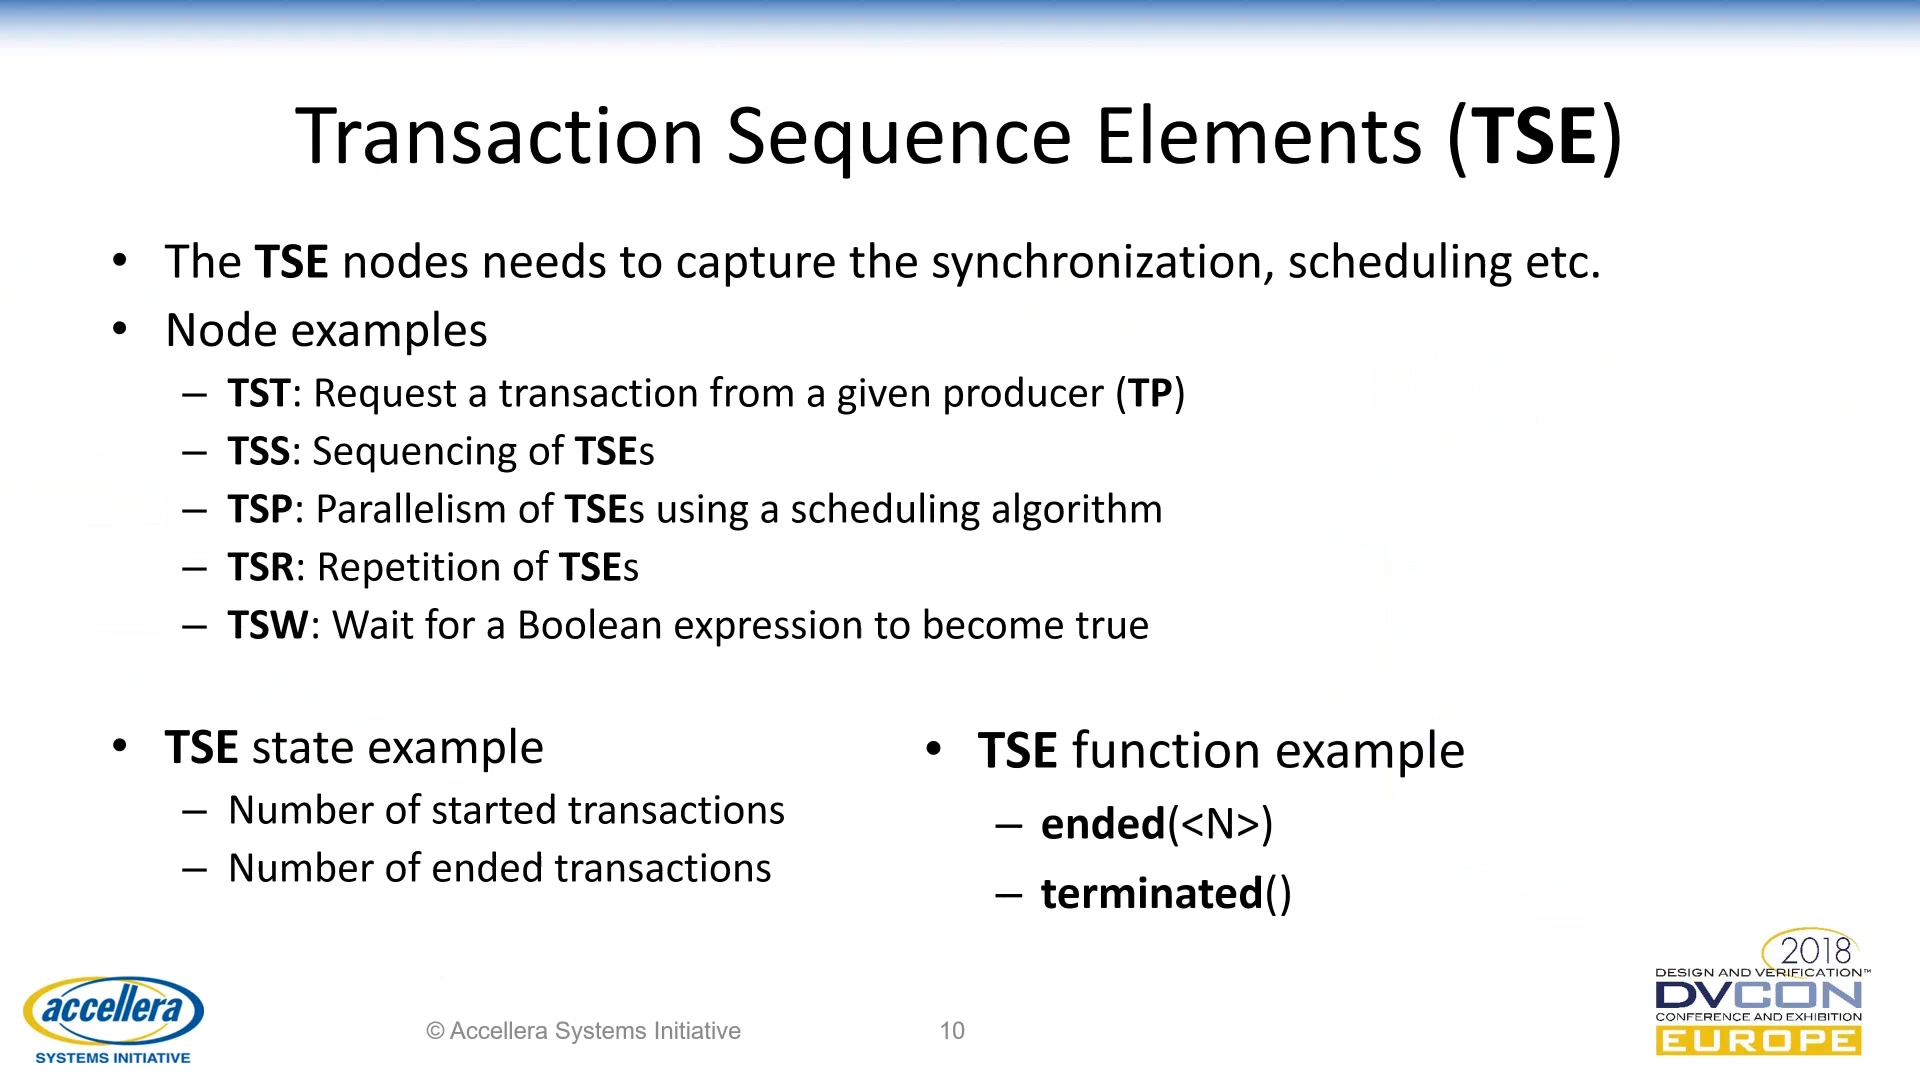 Transaction Sequence Elements (TSE)
• The TSE nodes needs to capture the synchronization, scheduling etc.
• Node examples
– TST: Request a transaction from a given producer (TP)
– TSS: Sequencing of TSEs
– TSP: Parallelism of TSEs using a scheduling algorithm
– TSR: Repetition of TSEs
– TSW: Wait for a Boolean expression to become true
• TSE state example
– Number of started transactions
– Number of ended transactions
• TSE function example
– ended(<N>)
– terminated()
accellera
SYSTEMS INITIATIVE
© Accellera Systems Initiative
10
2018
DESIGN AND VERIFICATION™
DVCON
CONFERENCE AND EXHIBITION
EUROPE